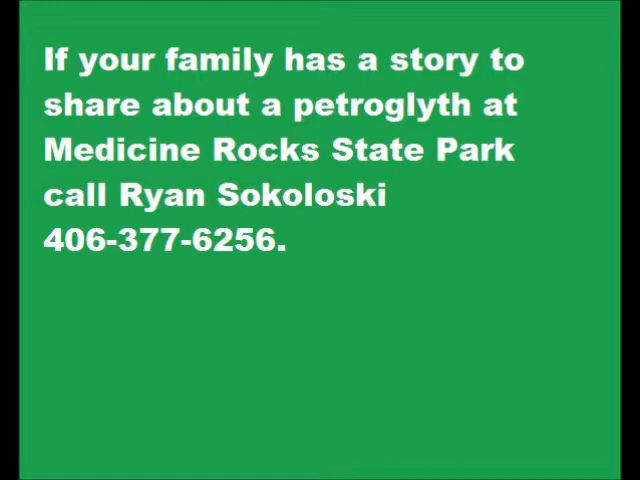 If your family has a story to
share about a petroglyth at
Medicine Rocks State Park
call Ryan Sokoloski
406-377-6256.